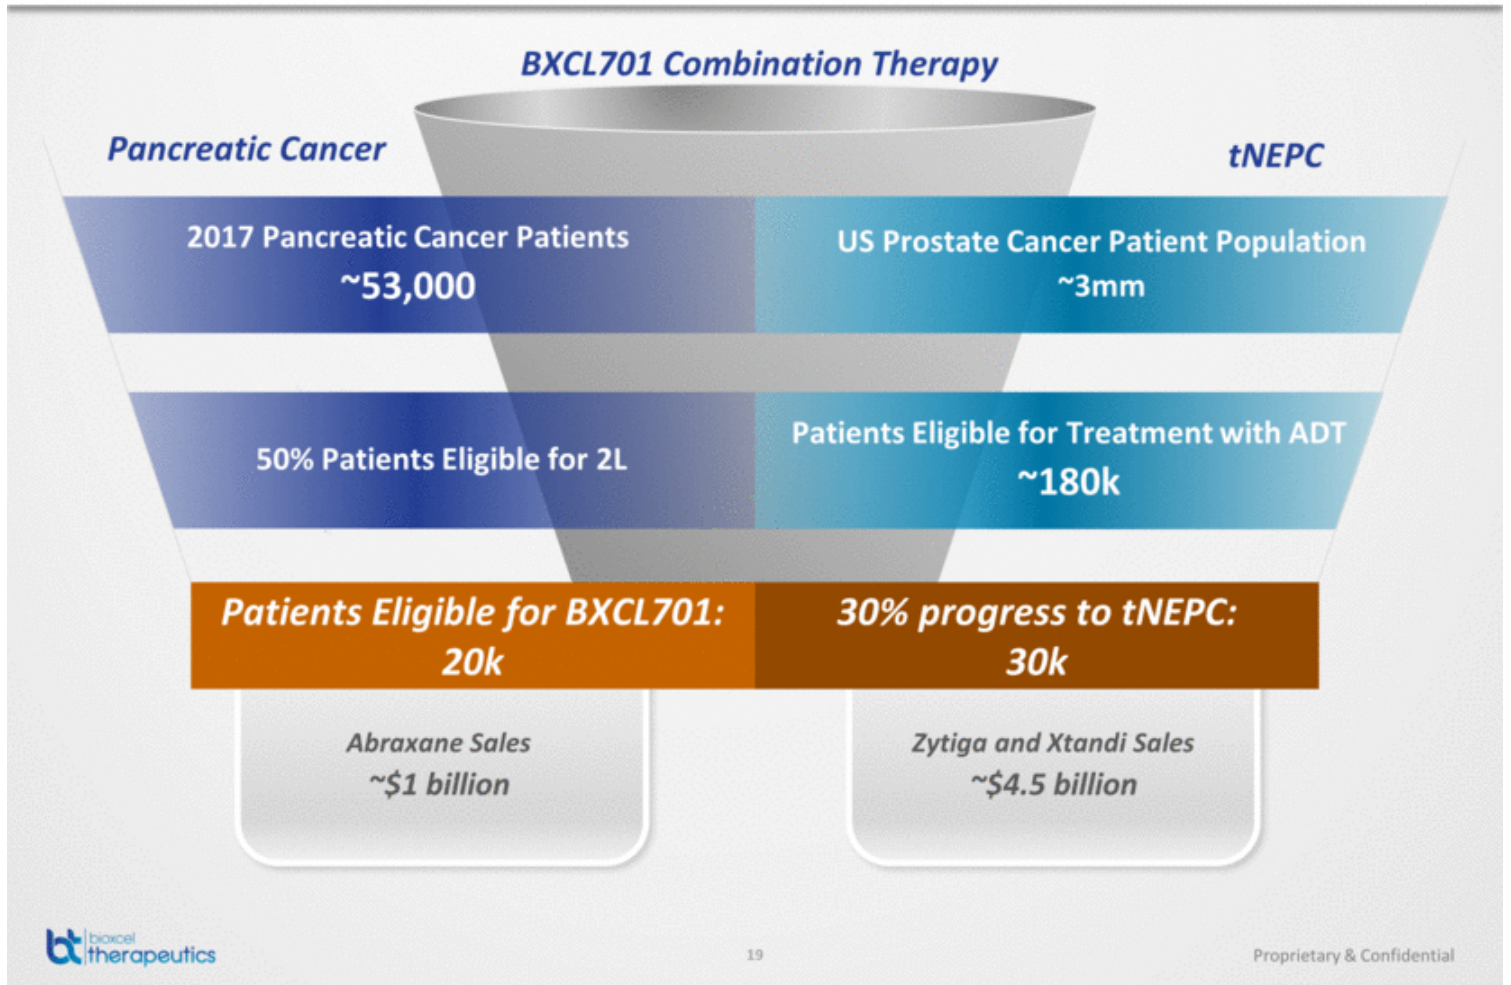 BXCL701 Combination Therapy
Pancreatic Cancer
tNEPC
2017 Pancreatic Cancer Patients
~53,000
US Prostate Cancer Patient Population
~3mm
50% Patients Eligible for 2L
Patients Eligible for Treatment with ADT
~180k
Patients Eligible for BXCL701:
20k
30% progress to tNEPC:
30k
Abraxane Sales
~$1 billion
Zytiga and Xtandi Sales
~$4.5 billion
bt
bioxcel
therapeutics
19
Proprietary & Confidential